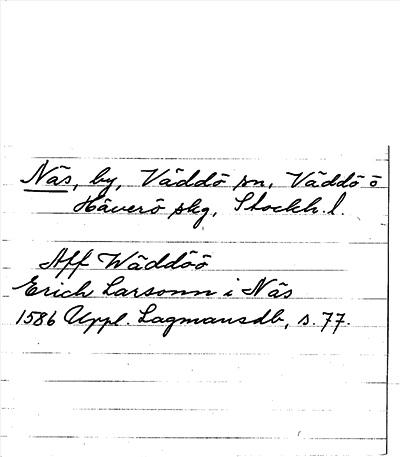 Näs, by, Väddö sn, Väddö ö
Häverö skg, Stockh. l.
Aff Wäddöö
Erich Larsonn i Näs
1586 Uppl. Lagmansdb, s. 77.